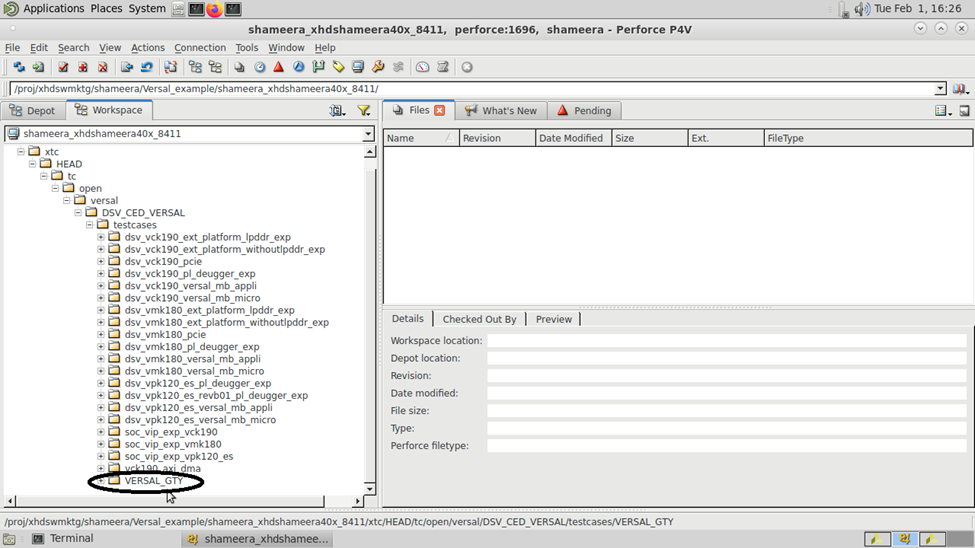 Applications Places System
Tue Feb 1, 16:26
shameera_xhdshameera40x_8411, perforce:1696, shameera - Perforce P4V
File Edit Search View Actions Connection Tools Window Help
/proj/xhdswmktg/shameera/Versal_example/shameera_xhdshameera40x_8411/
Depot Workspace
Files What's New Pending
shameera_xhdshameera40x_8411
Name Revision Date Modified Size Ext. FileType
xtc
HEAD
tc
open
versal
DSV_CED_VERSAL
testcases
dsv_vck190_ext_platform_lpddr_exp
dsv_vck190_ext_platform_withoutlpddr_exp
dsv_vck190_pcie
dsv_vck190_pl_deugger_exp
dsv_vck190_versal_mb_appli
dsv_vck190_versal_mb_micro
dsv_vmk180_ext_platform_lpddr_exp
dsv_vmk180_ext_platform_withoutlpddr_exp
dsv_vmk180_pcie
dsv_vmk180_pl_deugger_exp
dsv_vmk180_versal_mb_appli
dsv_vmk180_versal_mb_micro
dsv_vpk120_es_pl_deugger_exp
dsv_vpk120_es_revb01_pl_deugger_exp
dsv_vpk120_es_versal_mb_appli
dsv_vpk120_es_versal_mb_micro
soc_vip_exp_vck190
soc_vip_exp_vmk180
soc_vip_exp_vpk120_es
vck190_axi_dma
VERSAL_GTY
Details Checked Out By Preview
Workspace location:
Depot location:
Revision:
Date modified:
File size:
Type:
Perforce filetype:
/proj/xhdswmktg/shameera/Versal_example/shameera_xhdshameera40x_8411/xtc/HEAD/tc/open/versal/DSV_CED_VERSAL/testcases/VERSAL_GTY
Terminal
shameera_xhdshamee...